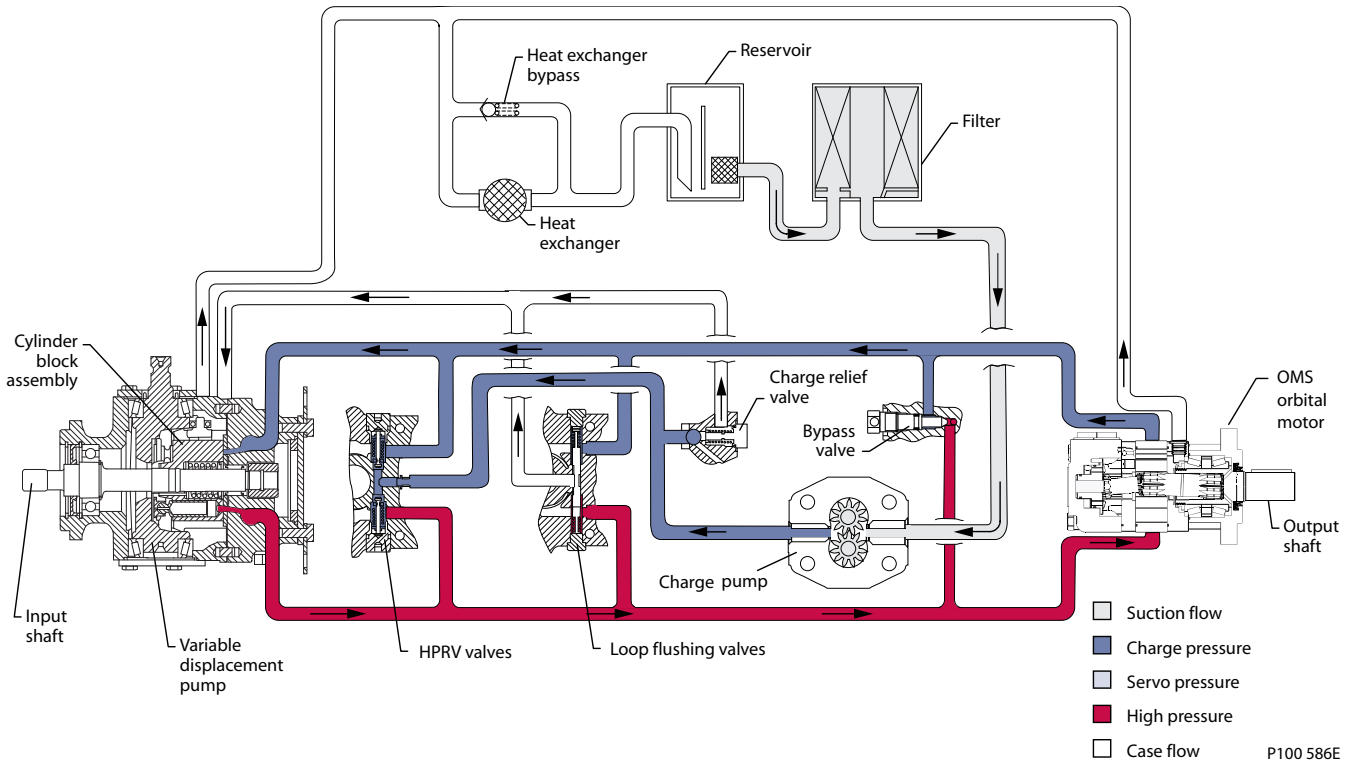 Heat exchanger
bypass
Reservoir
Filter
Heat
exchanger
Cylinder
block
assembly
Charge relief
valve
Bypass
valve
OMS
orbital
motor
Output
shaft
Charge pump
Input
shaft
Variable
displacement
pump
HPRV valves
Loop flushing valves
Suction flow
Charge pressure
Servo pressure
High pressure
Case flow
P100 586E